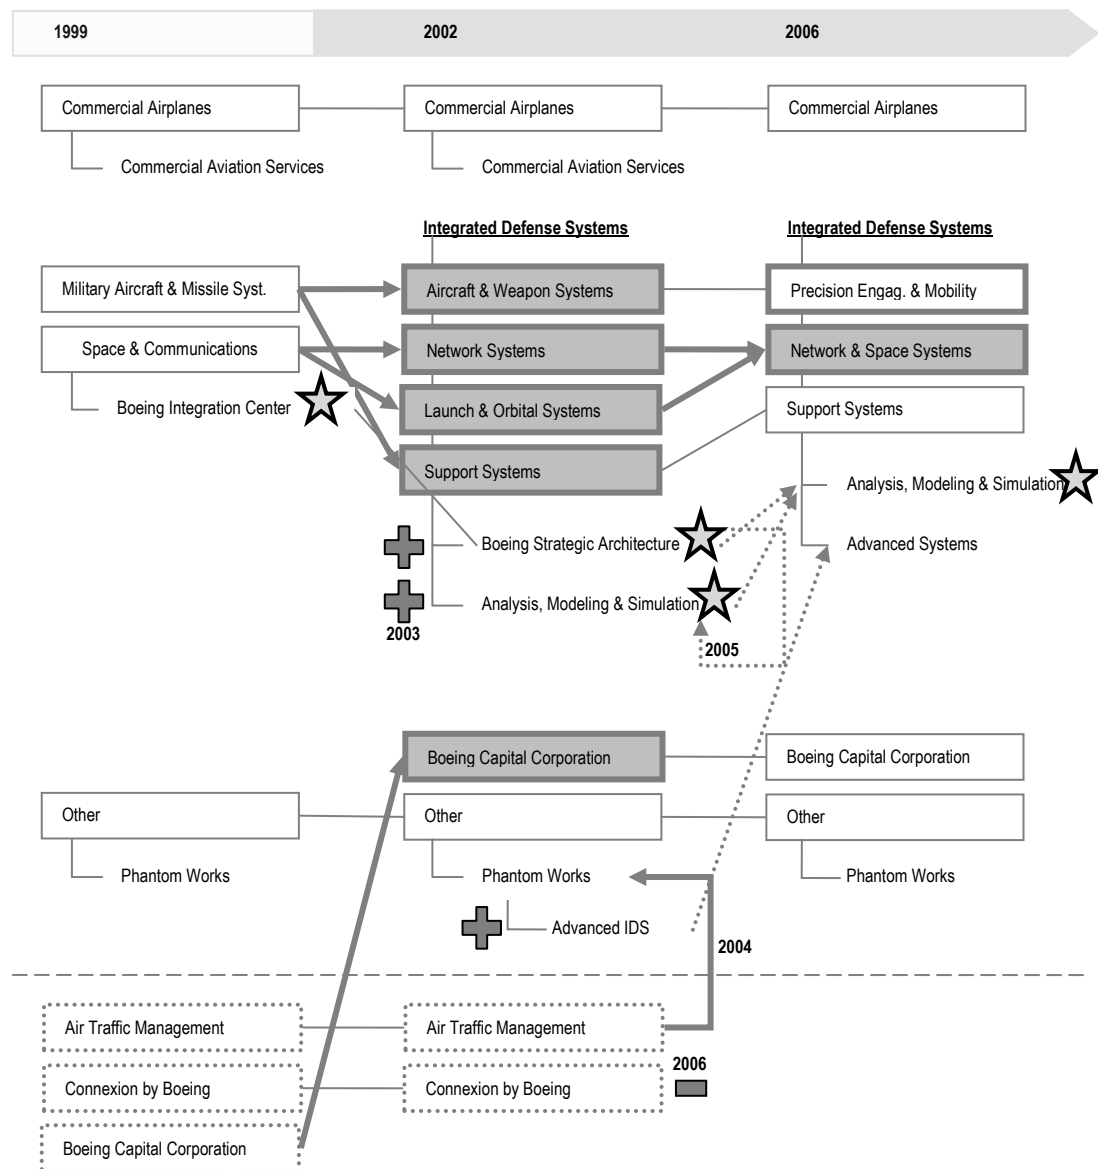 1999 2002 2006
Commercial Airplanes Commercial Airplanes Commercial Airplanes
Commercial Aviation Services Commercial Aviation Services
Integrated Defense Systems Integrated Defense Systems
Military Aircraft & Missile Syst. Aircraft & Weapon Systems Precision Engag. & Mobility
Space & Communications Network Systems Network & Space Systems
Boeing Integration Center Launch & Orbital Systems Support Systems
Support Systems
Analysis, Modeling & Simulation
Boeing Strategic Architecture Advanced Systems
Analysis, Modeling & Simulation
2003 2005
Boeing Capital Corporation Boeing Capital Corporation
Other Other Other
Phantom Works Phantom Works Phantom Works
Advanced IDS
2004
Air Traffic Management Air Traffic Management
2006
Connexion by Boeing Connexion by Boeing
Boeing Capital Corporation